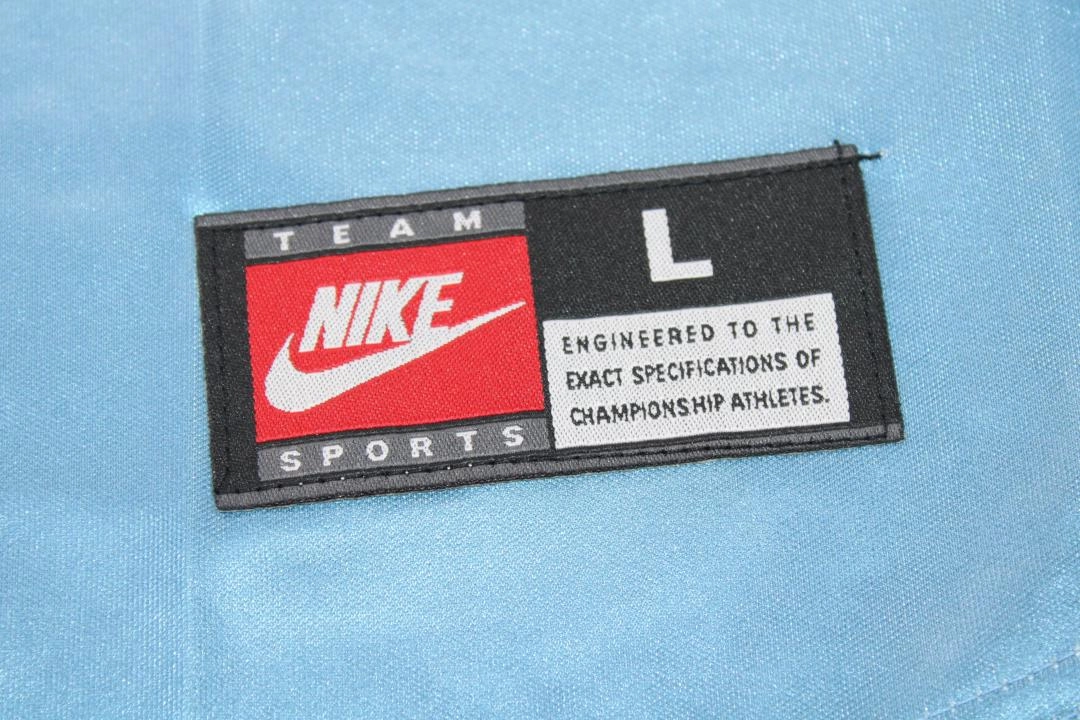 TEAM
NIKE
SPORTS
L
ENGINEERED TO THE
EXACT SPECIFICATIONS OF
CHAMPIONSHIP ATHLETES.